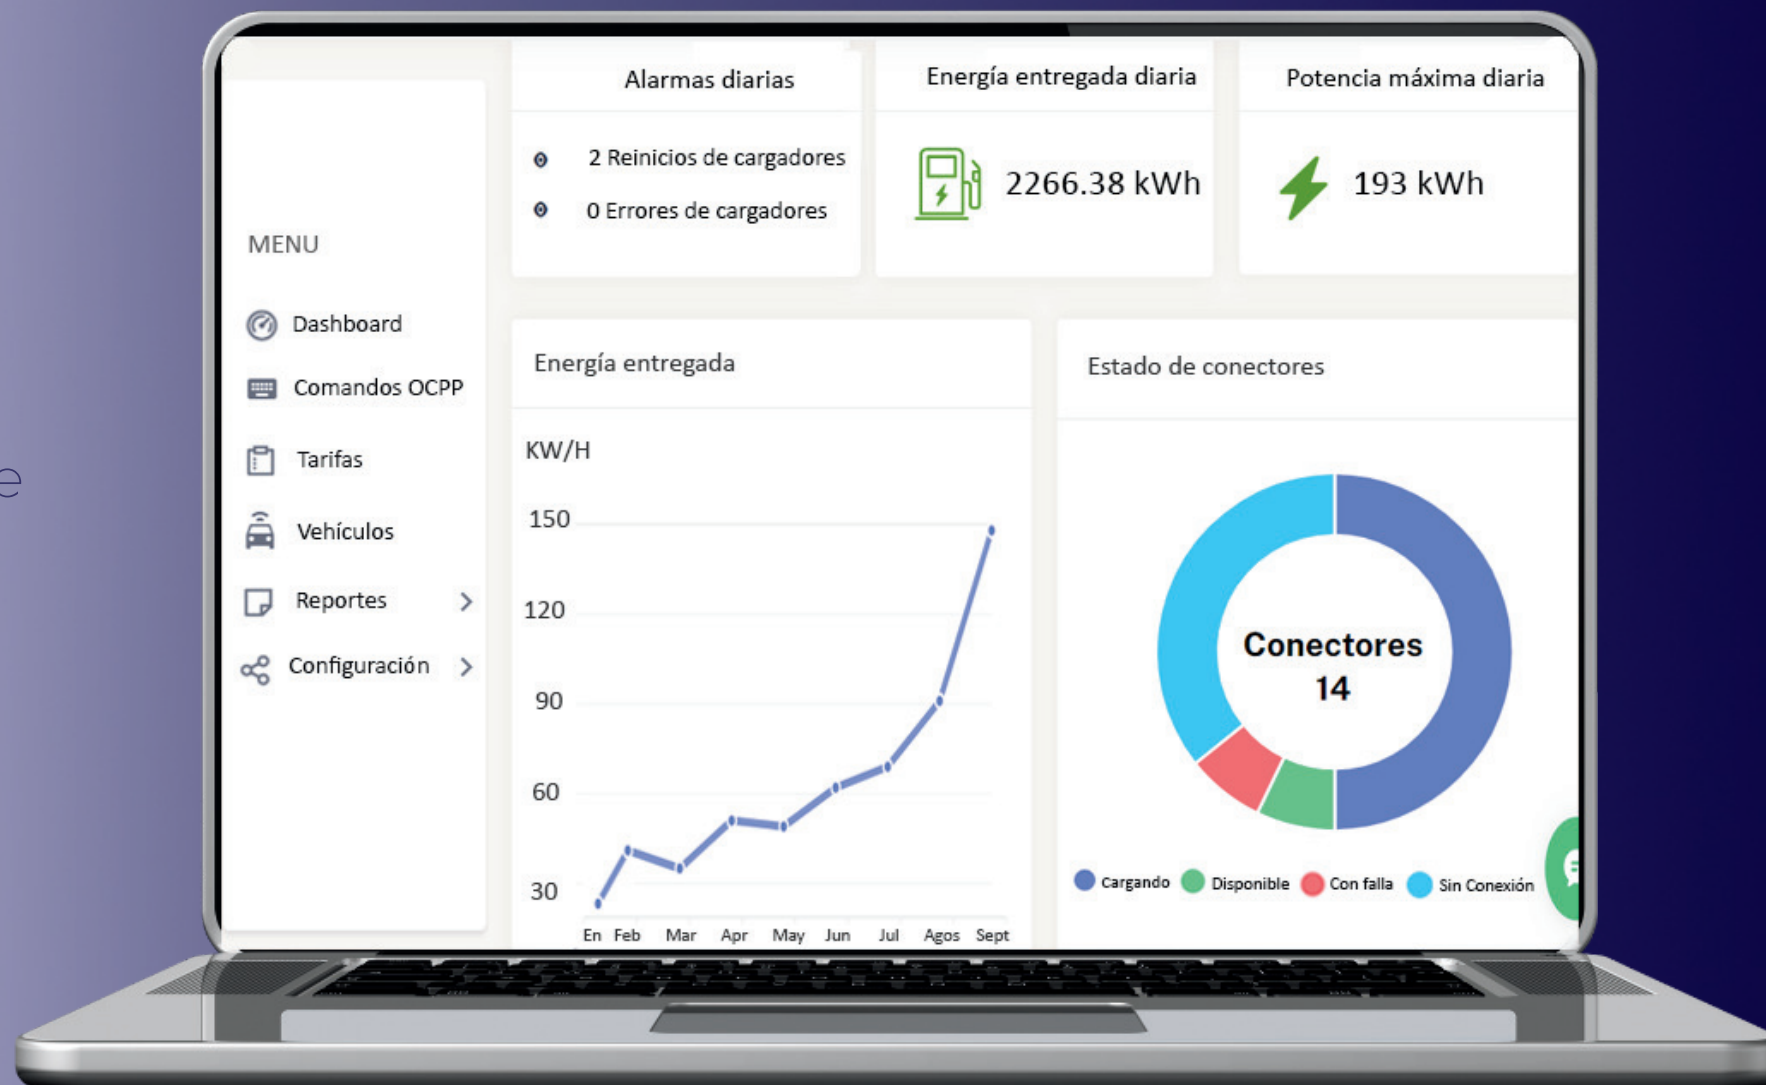 e
MENU
Dashboard
Comandos OCPP
Tarifas
Vehículos
Reportes
Configuración
Alarmas diarias
2 Reinicios de cargadores
0 Errores de cargadores
Energía entregada diaria
2266.38 kWh
Potencia máxima diaria
193 kWh
Energía entregada
KW/H
150
120
90
60
30
En Feb Mar Apr May Jun Jul Agos Sept
Estado de conectores
Conectores
14
Cargando Disponible Con falla Sin Conexión